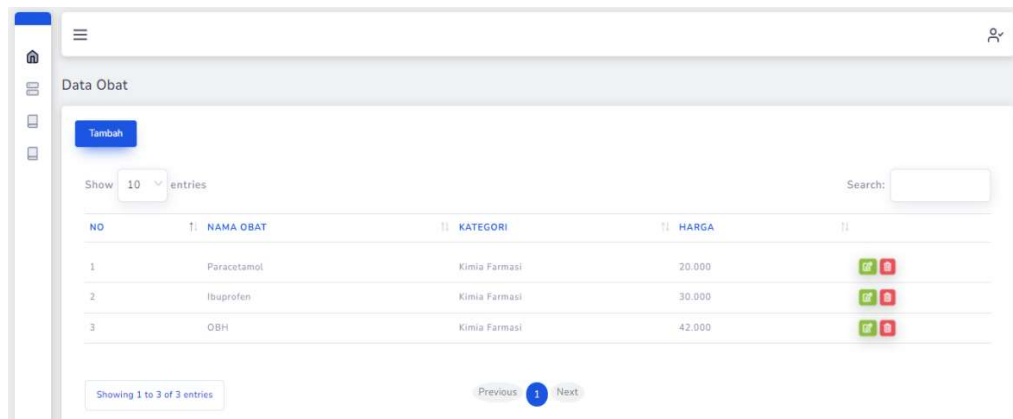 Data Obat
Tambah
Show 10 entries Search:
NO NAMA OBAT KATEGORI HARGA
1 Paracetamol Kimia Farmasi 20.000
2 Ibuprofen Kimia Farmasi 30.000
3 OBH Kimia Farmasi 42.000
Showing 1 to 3 of 3 entries Previous 1 Next